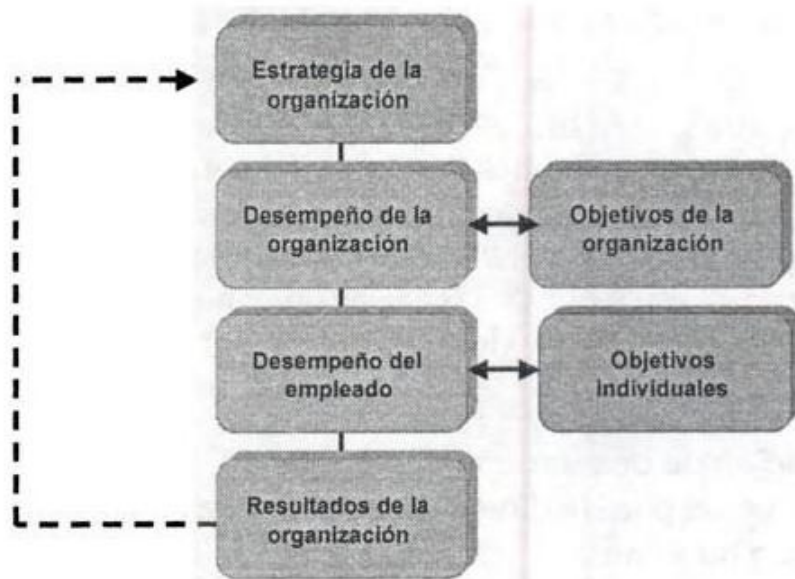 Estrategia de la
organización
Desempeño de la
organización
Objetivos de la
organización
Desempeño del
empleado
Objetivos
individuales
Resultados de la
organización